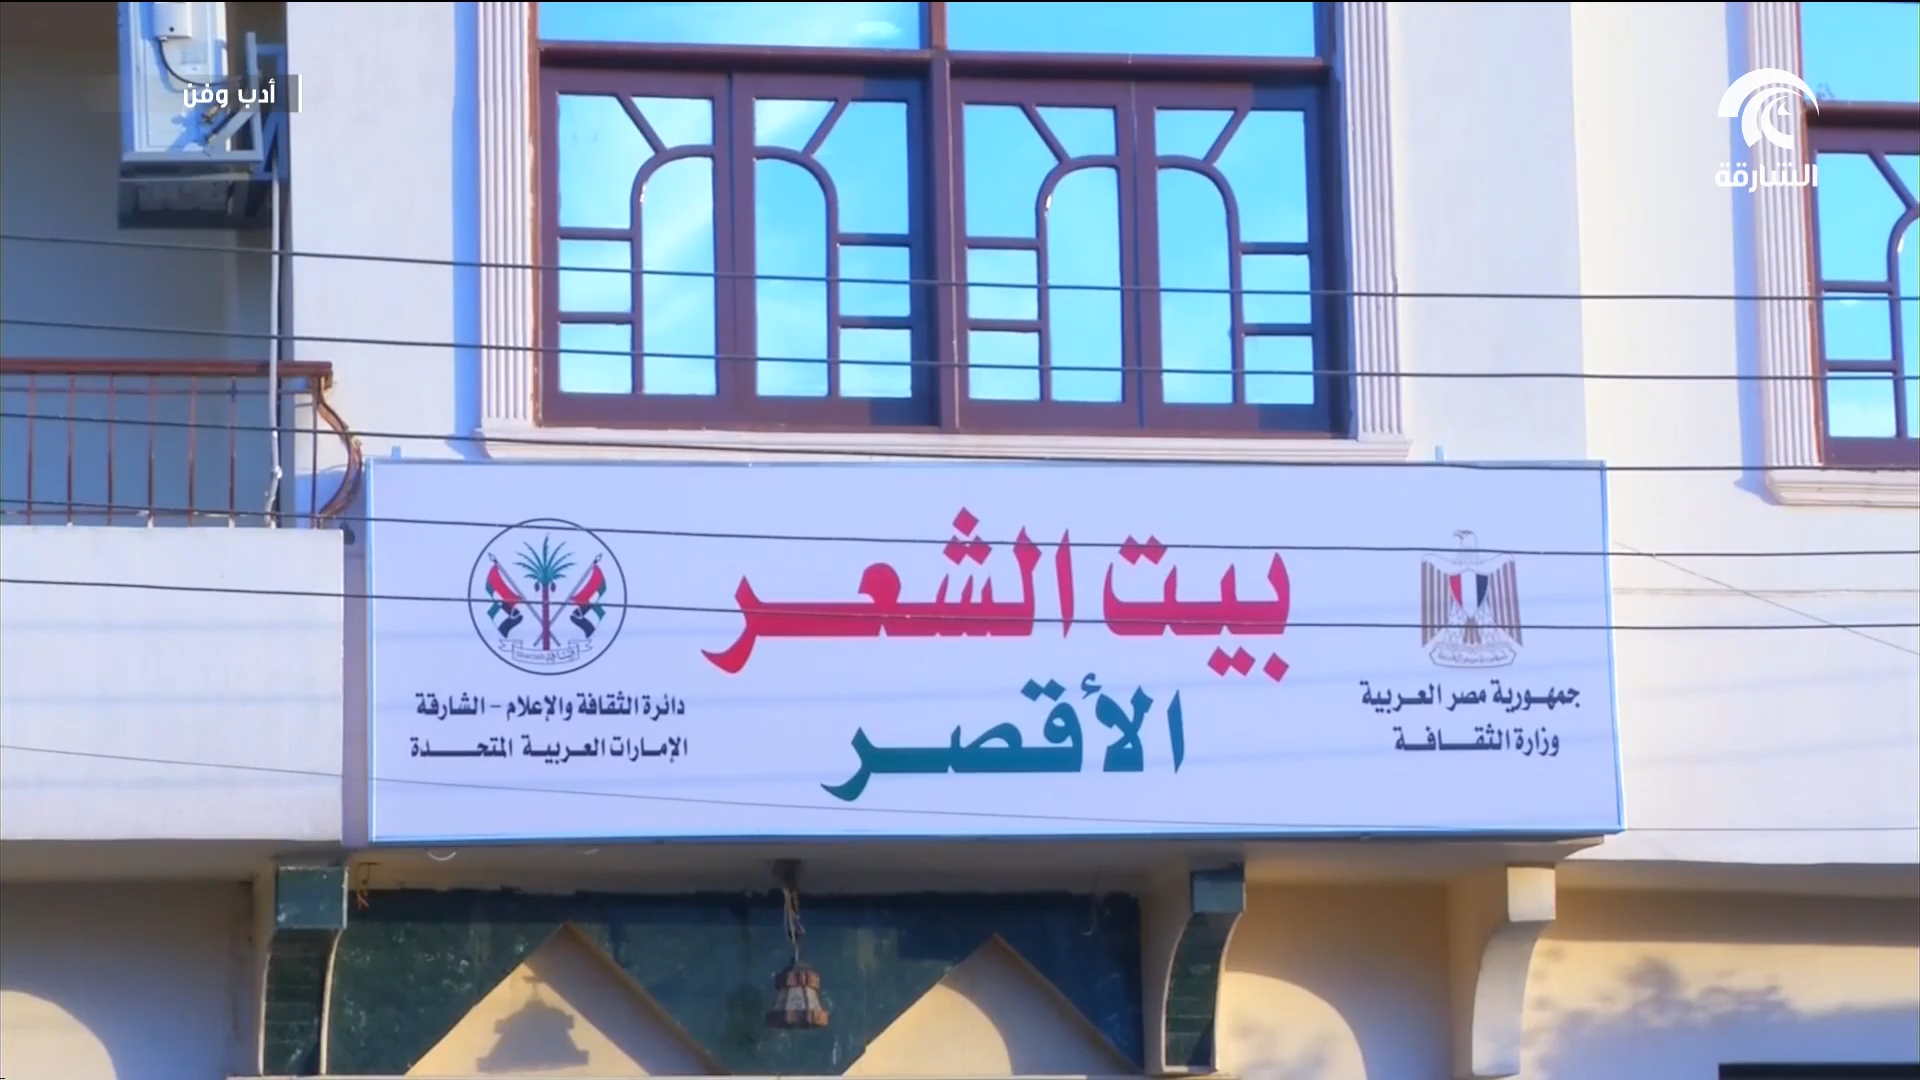 أدب وفن
الشارقة
بيت الشعر
الأقصر
جمهورية مصر العربية
وزارة الثقافة
دائرة الثقافة والإعلام - الشارقة
الإمارات العربية المتحدة